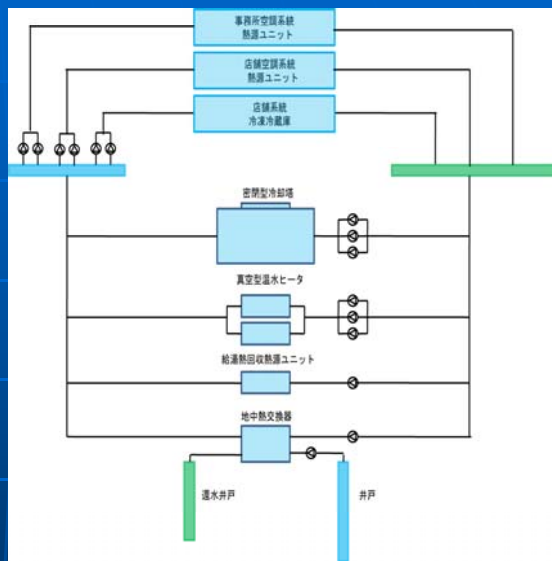 事務所空調系統
熱源ユニット
店舗空調系統
熱源ユニット
店舗系統
冷凍冷蔵庫
密閉型冷却塔
真空型温水ヒータ
給湯熱回収熱源ユニット
地中熱交換器
還水井戸
井戸